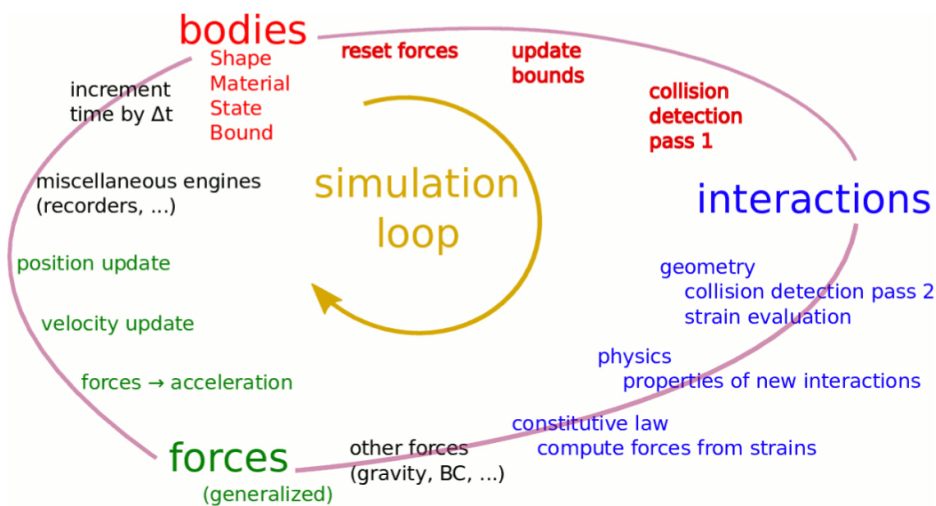 bodies
Shape
Material
State
Bound
reset forces
update
bounds
collision
detection
pass 1
simulation
loop
interactions
geometry
collision detection pass 2
strain evaluation
physics
properties of new interactions
constitutive law
compute forces from strains
other forces
(gravity, BC, ...)
forces
(generalized)
forces → acceleration
velocity update
position update
miscellaneous engines
(recorders, ...)
increment
time by Δt